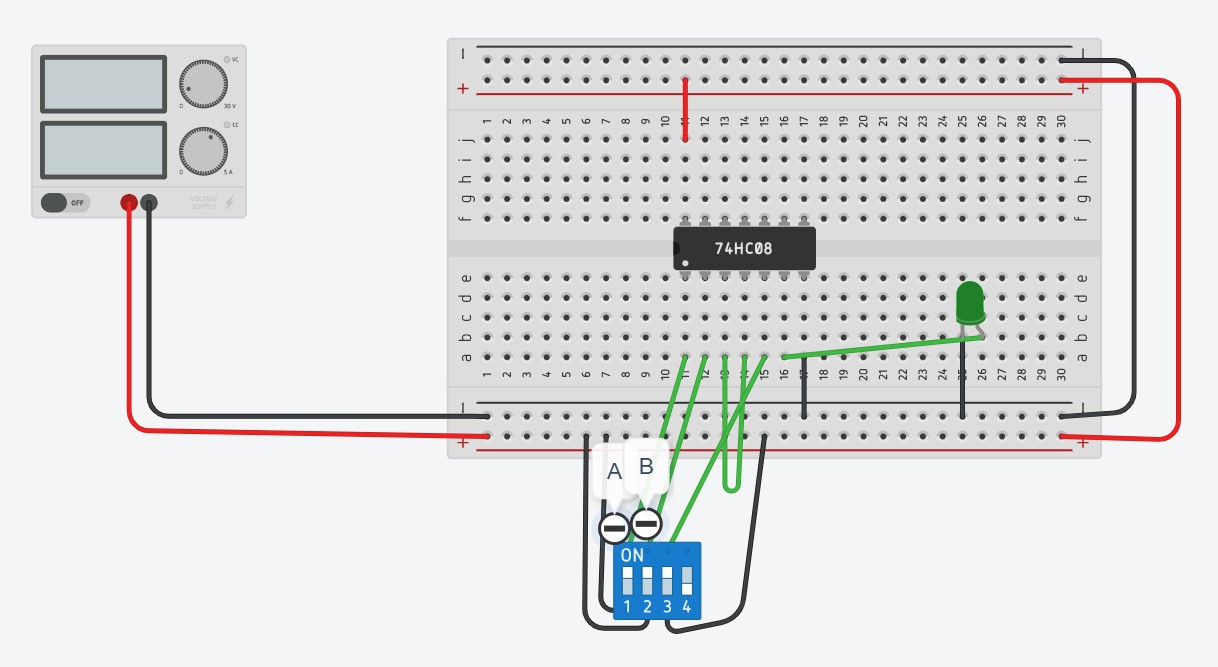 VC
0 30 V
CC
0 5 A
OFF
VOLTAGE
SUPPLY
- -
+ +
1 2 3 4 5 6 7 8 9 10 11 12 13 14 15 16 17 18 19 20 21 22 23 24 25 26 27 28 29 30
j j
i i
h h
g g
f f
74HC08
e e
d d
c c
b b
a a
1 2 3 4 5 6 7 8 9 10 11 12 13 14 15 16 17 18 19 20 21 22 23 24 25 26 27 28 29 30
- -
+ +
A B
ON
1 2 3 4